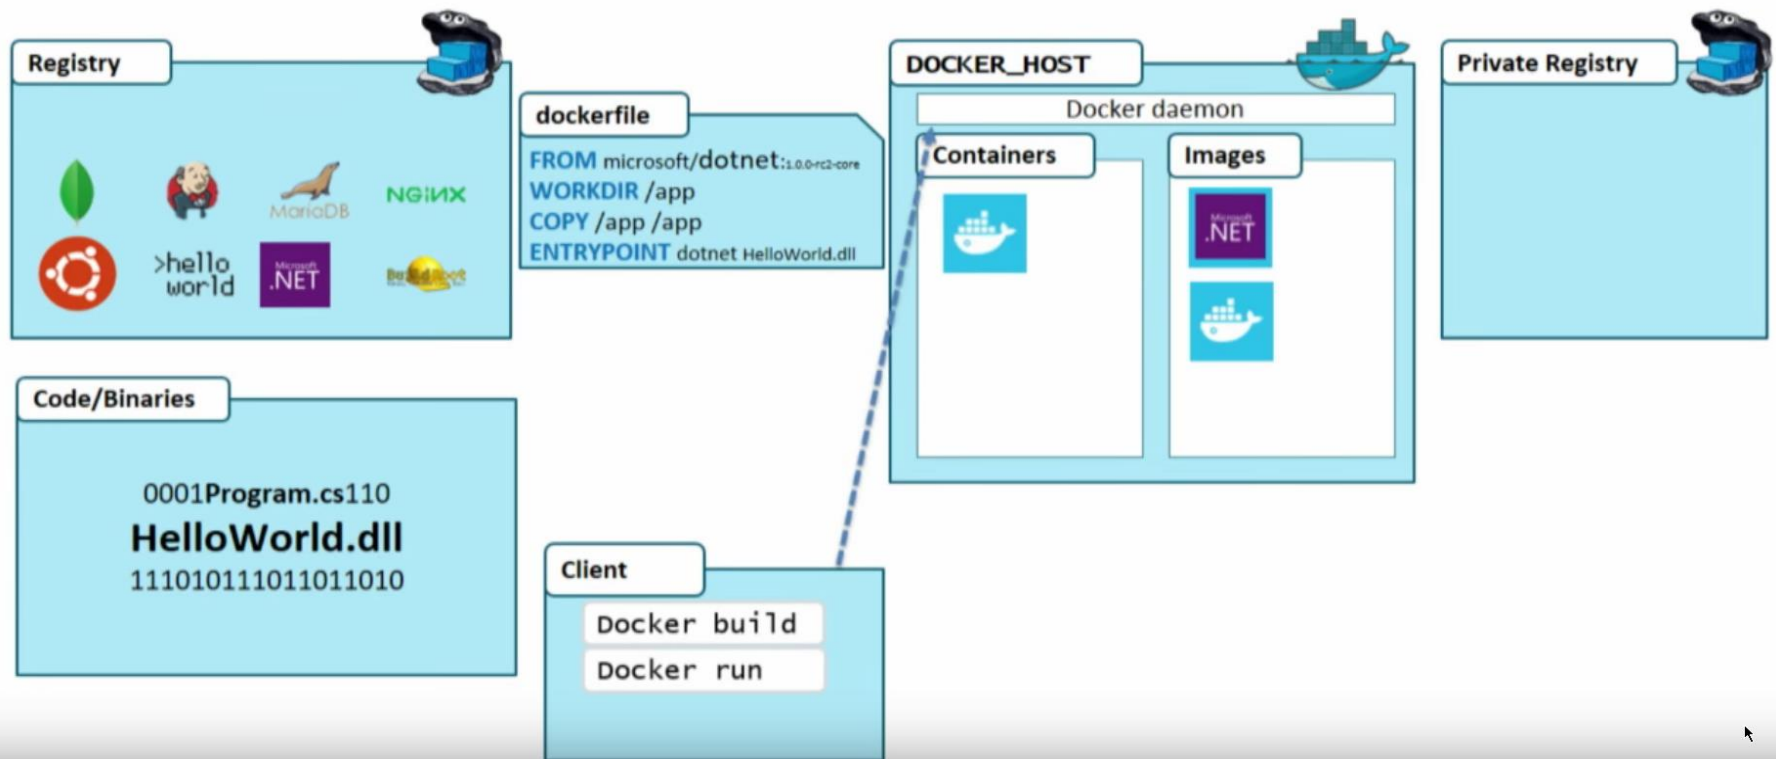 Registry
MariaDB
NGiNX
>hello
world
Microsoft
.NET
dockerfile
FROM microsoft/dotnet:1.0.0-rc2-core
WORKDIR /app
COPY /app /app
ENTRYPOINT dotnet HelloWorld.dll
Code/Binaries
0001Program.cs110
HelloWorld.dll
111010111011011010
Client
Docker build
Docker run
DOCKER_HOST
Docker daemon
Containers
Images
Microsoft
.NET
Private Registry